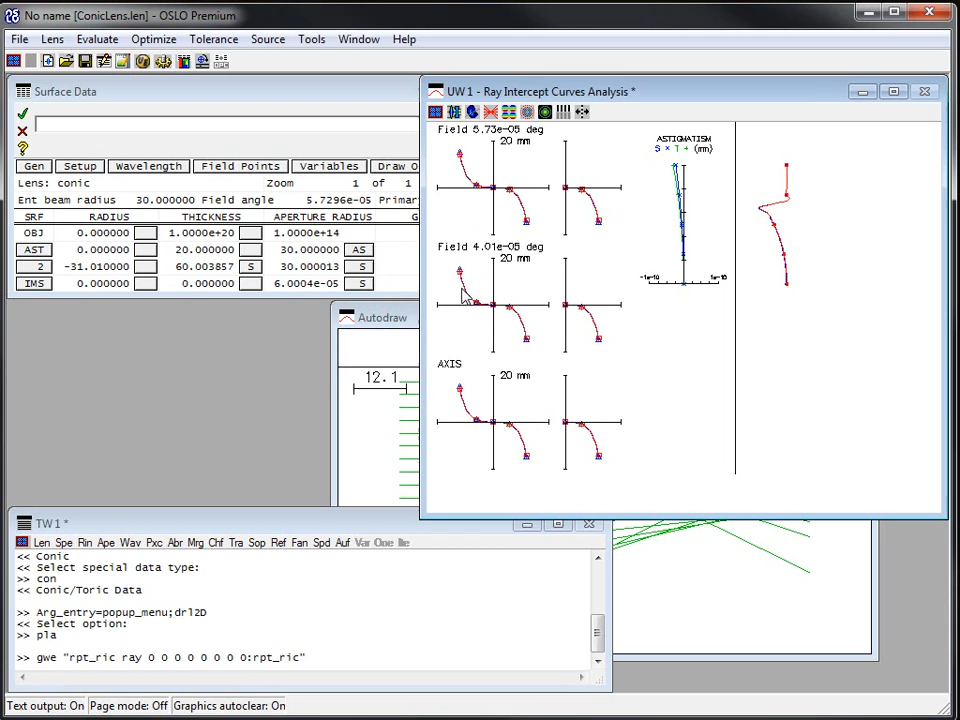 No name [ConicLens.len] - OSLO Premium
File Lens Evaluate Optimize Tolerance Source Tools Window Help
Surface Data
Gen Setup Wavelength Field Points Variables Draw O
Lens: conic Zoom 1 of 1
Ent beam radius 30.000000 Field angle 5.7296e-05 Primar
SRF RADIUS THICKNESS APERTURE RADIUS
OBJ 0.000000 1.0000e+20 1.0000e+14
AST 0.000000 20.000000 30.000000 AS
2 -31.010000 60.003857 S 30.000013 S
IMS 0.000000 0.000000 6.0004e-05 S
UW 1 - Ray Intercept Curves Analysis *
Field 5.73e-05 deg
20 mm
Field 4.01e-05 deg
20 mm
AXIS
20 mm
ASTIGMATISM
S × T + (mm)
-1e-10 1e-10
Autodraw
12.1
TW 1 *
Len Spe Rin Ape Wav Pxc Abr Mrg Chf Tra Sop Ref Fan Spd Auf Var One Ite
<< Conic
<< Select special data type:
>> con
<< Conic/Toric Data
>> Arg_entry=popup_menu;drl2D
<< Select option:
>> pla
>> gwe "rpt_ric ray 0 0 0 0 0 0 0 0:rpt_ric"
Text output: On Page mode: Off Graphics autoclear: On